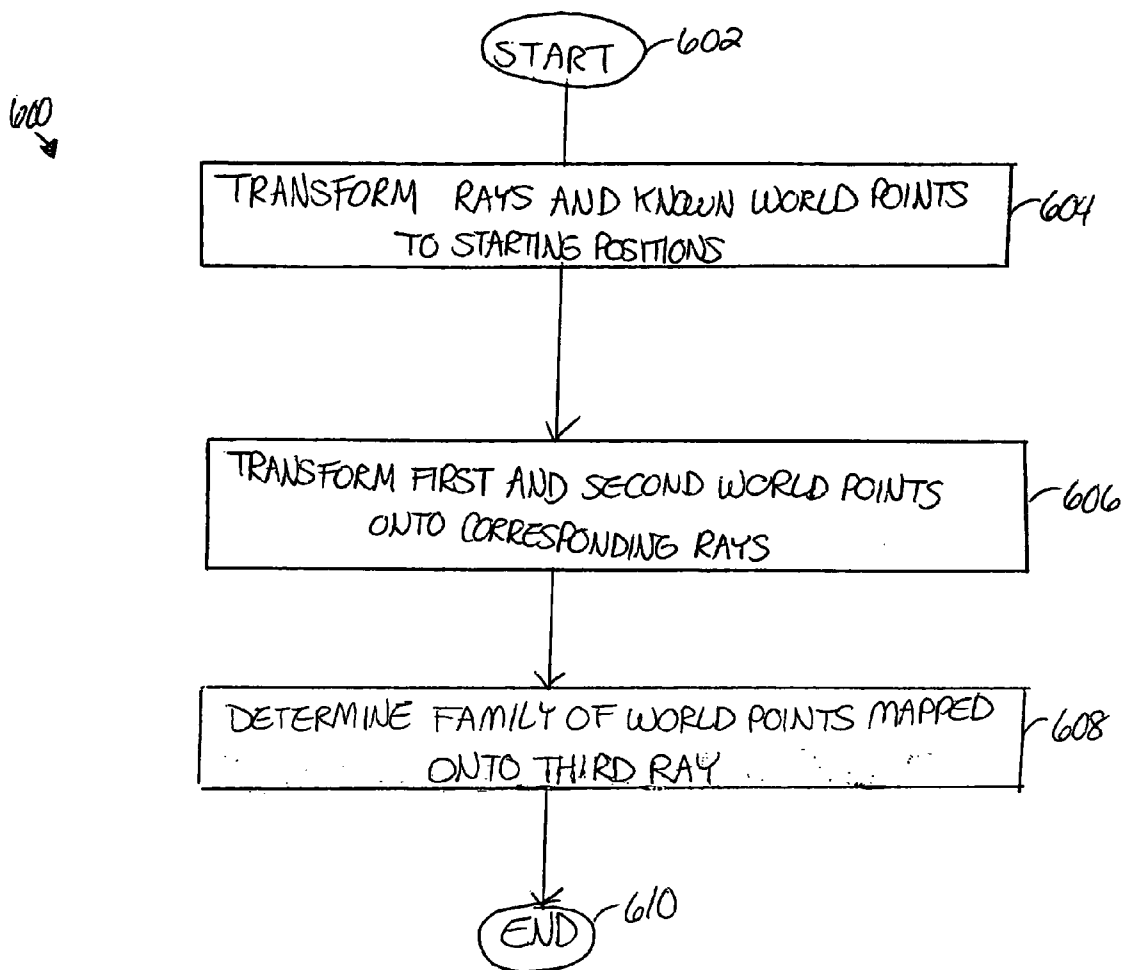 START
602
600
TRANSFORM RAYS AND KNOWN WORLD POINTS
TO STARTING POSITIONS
604
TRANSFORM FIRST AND SECOND WORLD POINTS
ONTO CORRESPONDING RAYS
606
DETERMINE FAMILY OF WORLD POINTS MAPPED
ONTO THIRD RAY
608
END
610